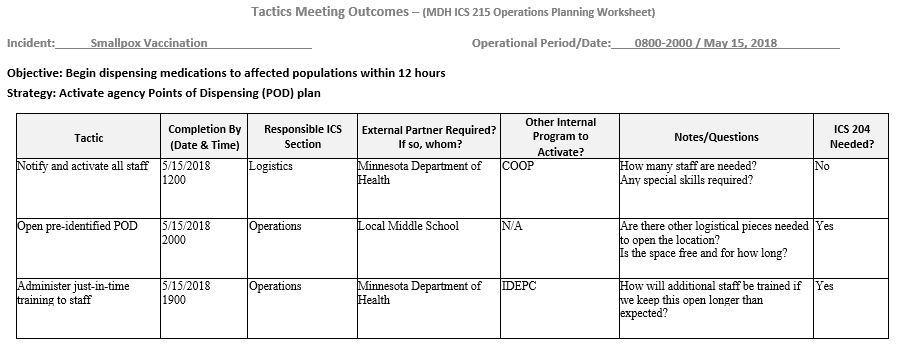 Tactics Meeting Outcomes – (MDH ICS 215 Operations Planning Worksheet)
Incident: Smallpox Vaccination Operational Period/Date: 0800-2000 / May 15, 2018
Objective: Begin dispensing medications to affected populations within 12 hours
Strategy: Activate agency Points of Dispensing (POD) plan
Tactic
Completion By
(Date & Time)
Responsible ICS
Section
External Partner Required?
If so, whom?
Other Internal
Program to
Activate?
Notes/Questions
ICS 204
Needed?
Notify and activate all staff
5/15/2018
1200
Logistics
Minnesota Department of
Health
COOP
How many staff are needed?
Any special skills required?
No
Open pre-identified POD
5/15/2018
2000
Operations
Local Middle School
N/A
Are there other logistical pieces needed
to open the location?
Is the space free and for how long?
Yes
Administer just-in-time
training to staff
5/15/2018
1900
Operations
Minnesota Department of
Health
IDEPC
How will additional staff be trained if
we keep this open longer than
expected?
Yes